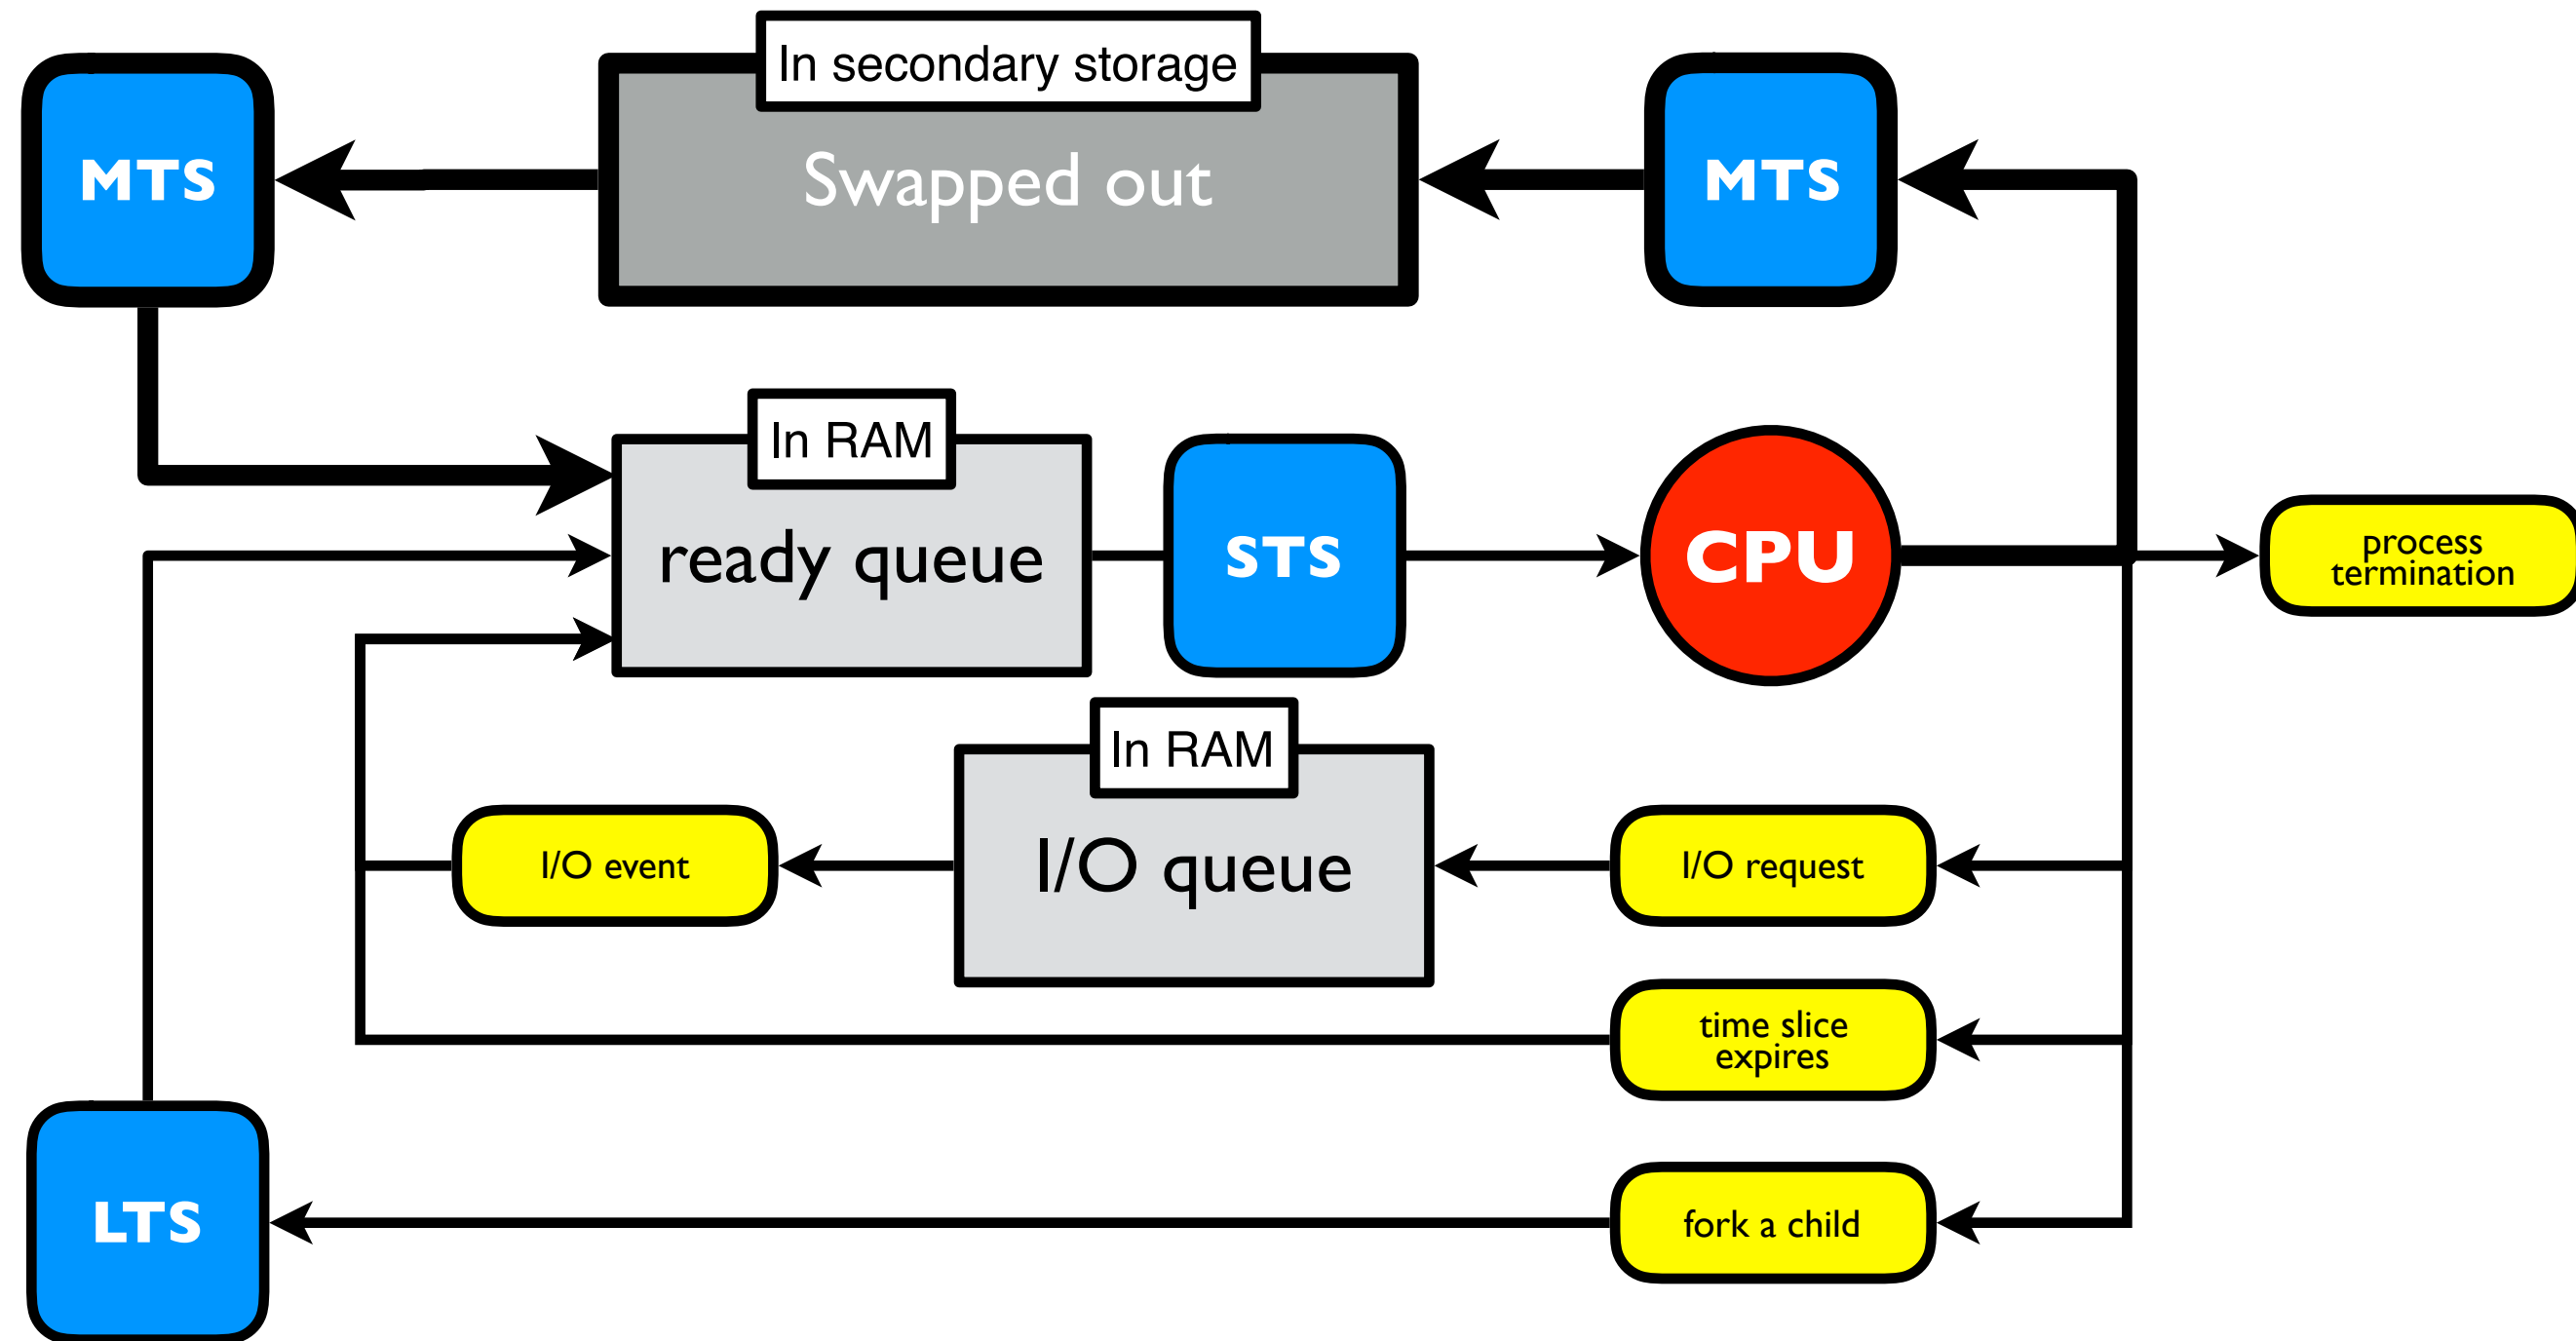 In secondary storage
MTS
Swapped out
MTS
In RAM
ready queue
STS
CPU
process
termination
In RAM
I/O event
I/O queue
I/O request
time slice
expires
LTS
fork a child